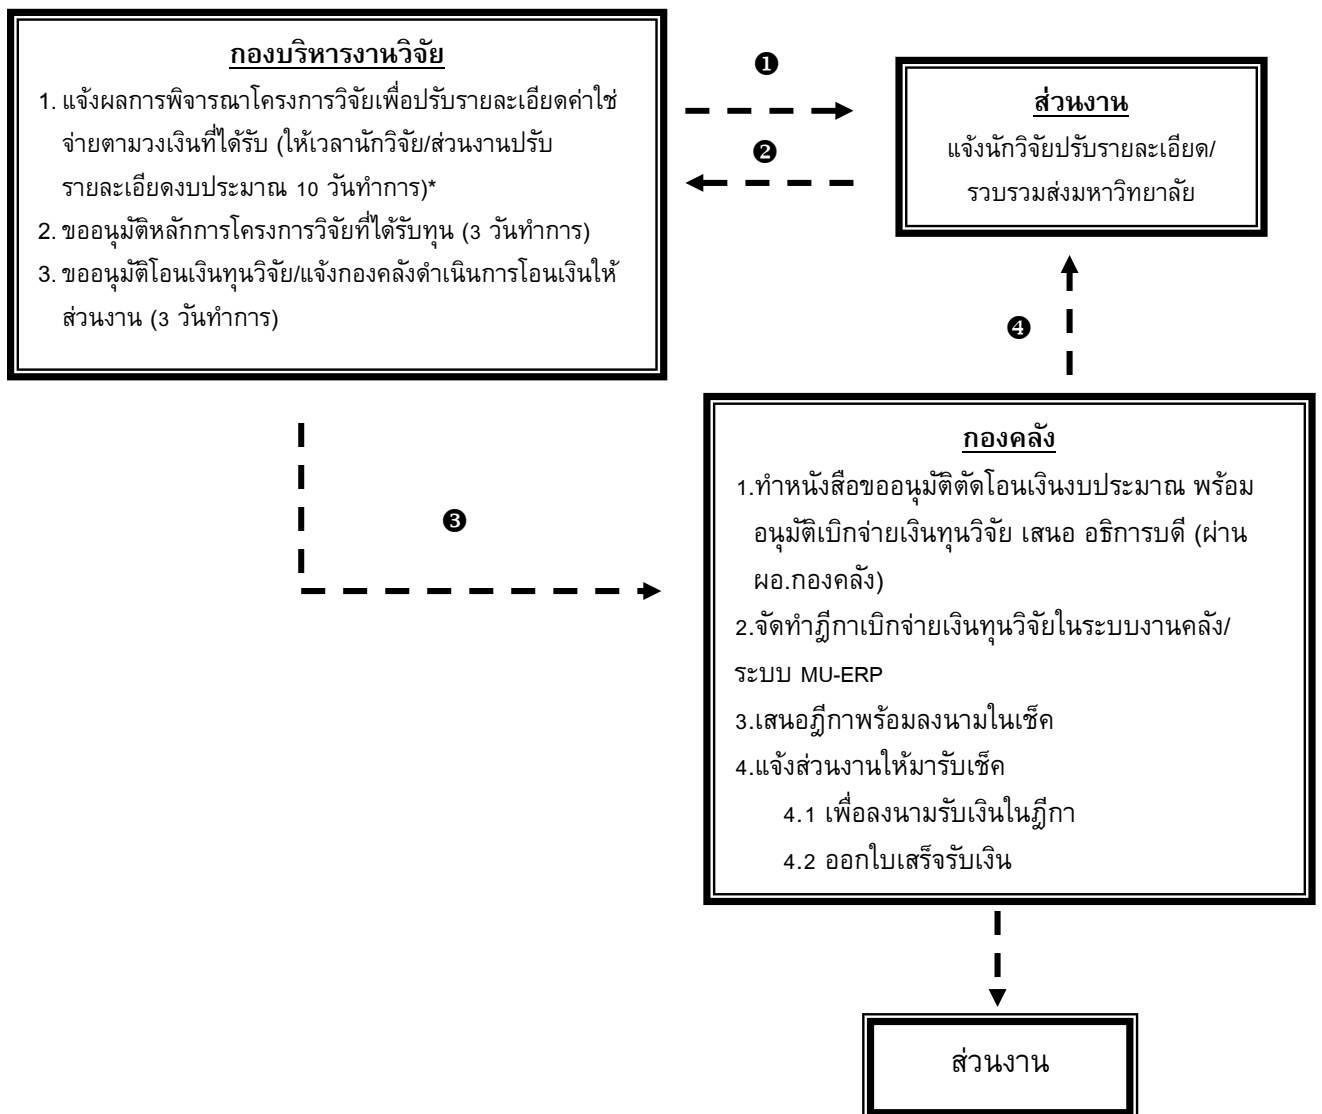 กองบริหารงานวิจัย
1. แจ้งผลการพิจารณาโครงการวิจัยเพื่อปรับรายละเอียดค่าใช่
จ่ายตามวงเงินที่ได้รับ (ให้เวลานักวิจัย/ส่วนงานปรับ
รายละเอียดงบประมาณ 10 วันทำการ)*
2. ขออนุมัติหลักการโครงการวิจัยที่ได้รับทุน (3 วันทำการ)
3. ขออนุมัติโอนเงินทุนวิจัย/แจ้งกองคลังดำเนินการโอนเงินให้
ส่วนงาน (3 วันทำการ)
❶
❷
ส่วนงาน
แจ้งนักวิจัยปรับรายละเอียด/
รวบรวมส่งมหาวิทยาลัย
❹
❸
กองคลัง
1.ทำหนังสือขออนุมัติตัดโอนเงินงบประมาณ พร้อม
อนุมัติเบิกจ่ายเงินทุนวิจัย เสนอ อธิการบดี (ผ่าน
ผอ.กองคลัง)
2.จัดทำฎีกาเบิกจ่ายเงินทุนวิจัยในระบบงานคลัง/
ระบบ MU-ERP
3.เสนอฎีกาพร้อมลงนามในเช็ค
4.แจ้งส่วนงานให้มารับเช็ค
4.1 เพื่อลงนามรับเงินในฎีกา
4.2 ออกใบเสร็จรับเงิน
ส่วนงาน